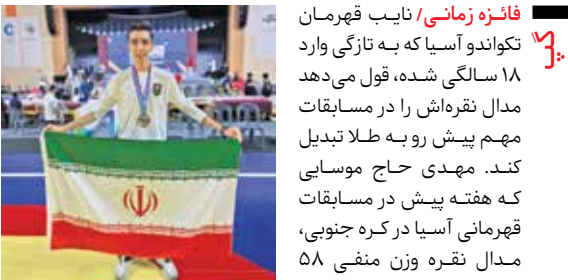 گپ
فائزه زمانی/ نایب قهرمان
تکواندو آسیا که به تازگی وارد
۱۸ سالگی شده، قول می‌دهد
مدال نقره‌اش را در مسابقات
مهم پیش رو به طلا تبدیل
کند. مهدی حاج موسایی
که هفته پیش در مسابقات
قهرمانی آسیا در کره جنوبی،
مدال نقره وزن منفی ۵۸